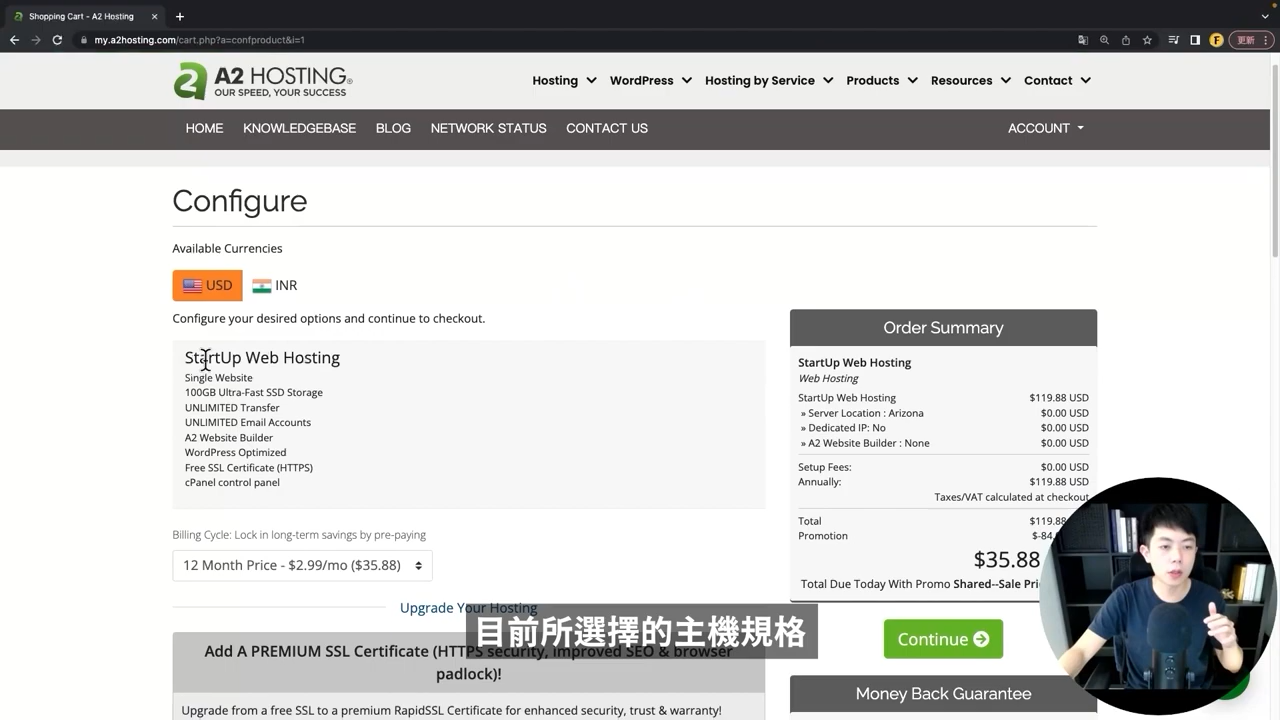 Shopping Cart - A2 Hosting
my.a2hosting.com/cart.php?a=confproduct&i=1
F
更新
A2 HOSTING®
OUR SPEED, YOUR SUCCESS
Hosting
WordPress
Hosting by Service
Products
Resources
Contact
HOME
KNOWLEDGEBASE
BLOG
NETWORK STATUS
CONTACT US
ACCOUNT
Configure
Available Currencies
USD
INR
Configure your desired options and continue to checkout.
StartUp Web Hosting
Single Website
100GB Ultra-Fast SSD Storage
UNLIMITED Transfer
UNLIMITED Email Accounts
A2 Website Builder
WordPress Optimized
Free SSL Certificate (HTTPS)
cPanel control panel
Billing Cycle: Lock in long-term savings by pre-paying
12 Month Price - $2.99/mo ($35.88)
Upgrade Your Hosting
Add A PREMIUM SSL Certificate (HTTPS security, improved SEO & browser
padlock)!
Upgrade from a free SSL to a premium RapidSSL Certificate for enhanced security, trust & warranty!
Order Summary
StartUp Web Hosting
Web Hosting
StartUp Web Hosting $119.88 USD
» Server Location : Arizona $0.00 USD
» Dedicated IP: No $0.00 USD
» A2 Website Builder : None $0.00 USD
Setup Fees: $0.00 USD
Annually: $119.88 USD
Taxes/VAT calculated at checkout
Total $119.88
Promotion $-84.
$35.88
Total Due Today With Promo Shared--Sale
Continue
Money Back Guarantee
目前所選擇的主機規格